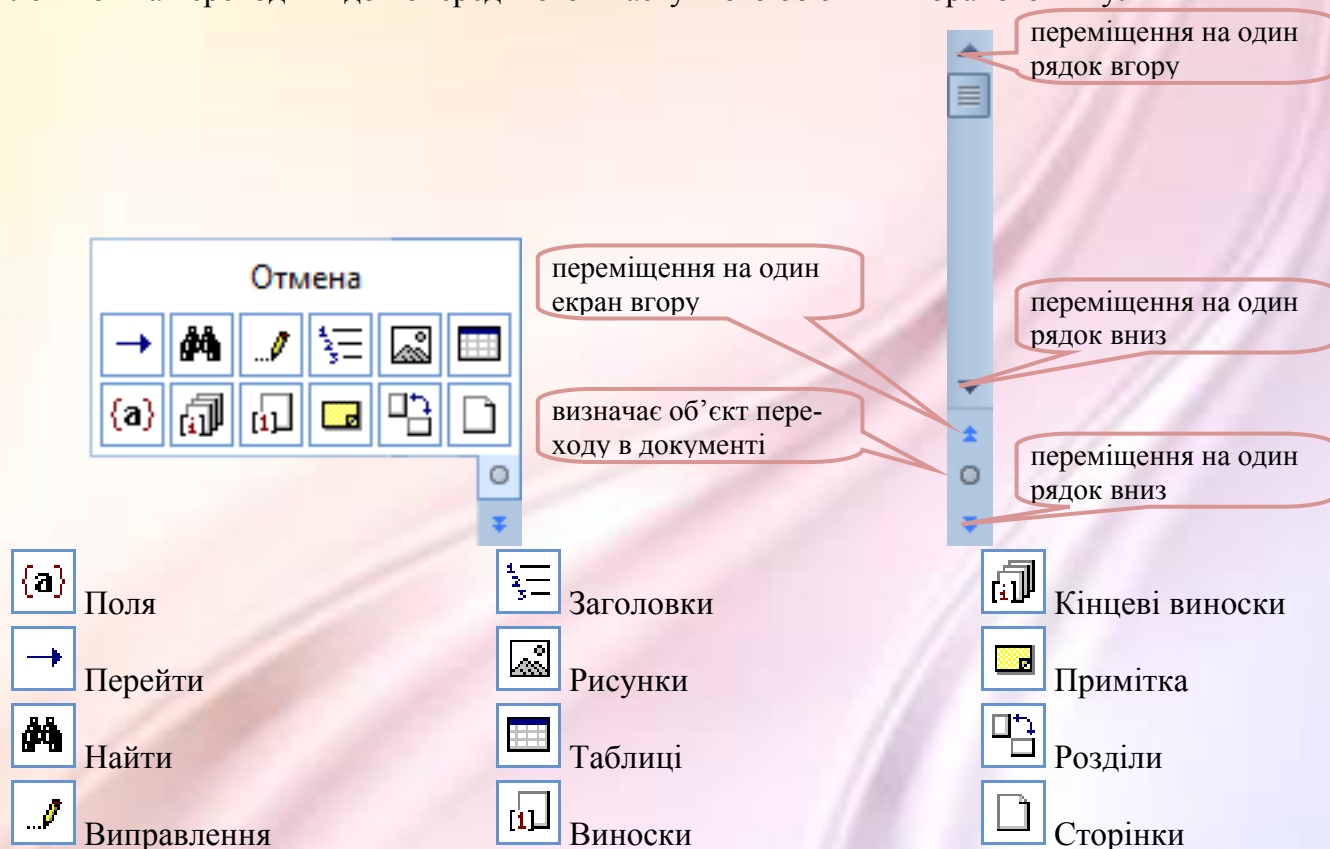 переміщення на один
рядок вгору
Отмена
переміщення на один
екран вгору
переміщення на один
рядок вниз
визначає об’єкт пере-
ходу в документі
переміщення на один
рядок вниз
{a} Поля
Заголовки
Кінцеві виноски
Перейти
Рисунки
Примітка
Найти
Таблиці
Розділи
Виправлення
Виноски
Сторінки